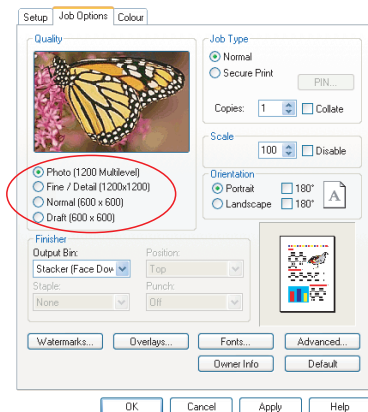 Setup Job Options Colour
Quality
Photo (1200 Multilevel)
Fine / Detail (1200x1200)
Normal (600 x 600)
Draft (600 x 600)
Job Type
Normal
Secure Print
PIN...
Copies: 1 Collate
Scale
100 Disable
Orientation
Portrait 180°
Landscape 180°
A
Finisher
Output Bin: Position:
Stacker (Face Dow Top
Staple: Punch:
None Off
Watermarks... Overlays... Fonts... Advanced...
Owner Info Default
OK Cancel Apply Help